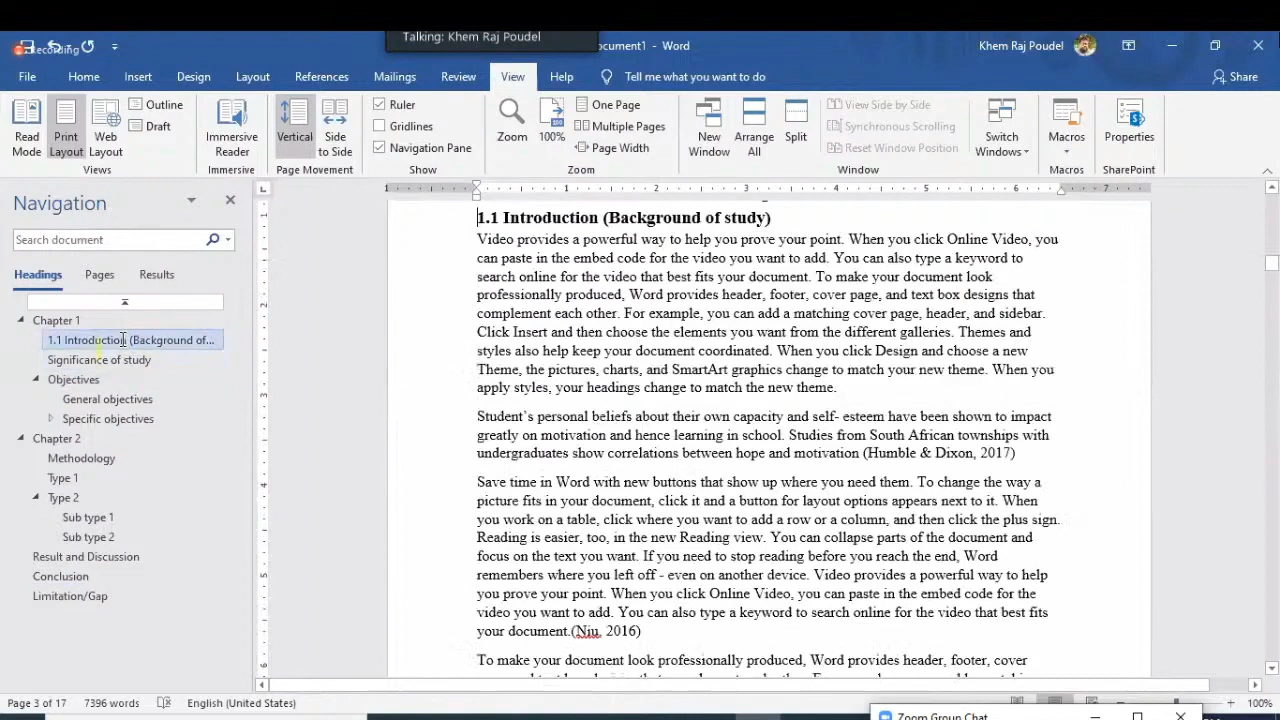 Recording
Talking: Khem Raj Poudel
ocument1 - Word
Khem Raj Poudel
File Home Insert Design Layout References Mailings Review View Help Tell me what you want to do Share
Read Mode
Print Layout
Web Layout
Outline
Draft
Views
Immersive Reader
Immersive
Vertical
Side to Side
Page Movement
Ruler
Gridlines
Navigation Pane
Show
Zoom
100%
One Page
Multiple Pages
Page Width
Zoom
New Window
Arrange All
Split
View Side by Side
Synchronous Scrolling
Reset Window Position
Switch Windows
Window
Macros
Macros
Properties
SharePoint
Navigation
Search document
Headings Pages Results
Chapter 1
1.1 Introduction (Background of...
Significance of study
Objectives
General objectives
Specific objectives
Chapter 2
Methodology
Type 1
Type 2
Sub type 1
Sub type 2
Result and Discussion
Conclusion
Limitation/Gap
1 1 2 3 4 5 6 7
1 2 3 4 5 6
1.1 Introduction (Background of study)
Video provides a powerful way to help you prove your point. When you click Online Video, you
can paste in the embed code for the video you want to add. You can also type a keyword to
search online for the video that best fits your document. To make your document look
professionally produced, Word provides header, footer, cover page, and text box designs that
complement each other. For example, you can add a matching cover page, header, and sidebar.
Click Insert and then choose the elements you want from the different galleries. Themes and
styles also help keep your document coordinated. When you click Design and choose a new
Theme, the pictures, charts, and SmartArt graphics change to match your new theme. When you
apply styles, your headings change to match the new theme.
Student's personal beliefs about their own capacity and self- esteem have been shown to impact
greatly on motivation and hence learning in school. Studies from South African townships with
undergraduates show correlations between hope and motivation (Humble & Dixon, 2017)
Save time in Word with new buttons that show up where you need them. To change the way a
picture fits in your document, click it and a button for layout options appears next to it. When
you work on a table, click where you want to add a row or a column, and then click the plus sign.
Reading is easier, too, in the new Reading view. You can collapse parts of the document and
focus on the text you want. If you need to stop reading before you reach the end, Word
remembers where you left off - even on another device. Video provides a powerful way to help
you prove your point. When you click Online Video, you can paste in the embed code for the
video you want to add. You can also type a keyword to search online for the video that best fits
your document.(Niu, 2016)
To make your document look professionally produced, Word provides header, footer, cover
Page 3 of 17 7396 words English (United States) 100%
Zoom Group Chat